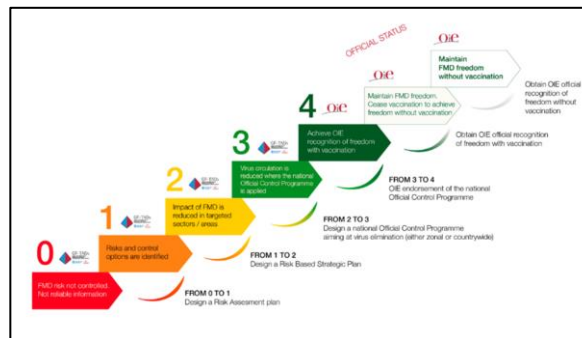 OFFICIAL STATUS
OiE
Maintain
FMD freedom
without vaccination
Obtain OIE official
recognition of
freedom without
vaccination
OiE
Maintain FMD freedom.
Cease vaccination to achieve
freedom without vaccination
Obtain OIE official recognition
of freedom with vaccination
4
OiE
Achieve OIE
recognition of freedom
with vaccination
FROM 3 TO 4
OIE endorsement of the national
Official Control Programme
3
Virus circulation is
reduced where the national
Official Control Programme
is applied
FROM 2 TO 3
Design a national Official Control Programme
aiming at virus elimination (either zonal or countrywide)
2
Impact of FMD is
reduced in targeted
sectors / areas
FROM 1 TO 2
Design a Risk Based Strategic Plan
1
Risks and control
options are identified
FROM 0 TO 1
Design a Risk Assesment plan
0
FMD risk not controlled.
Not reliable information